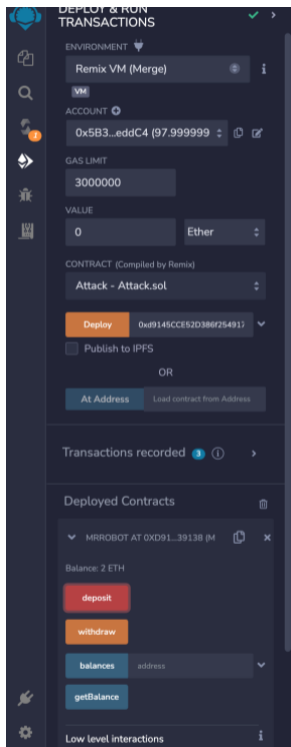 DEPLOY & RUN
TRANSACTIONS
ENVIRONMENT
Remix VM (Merge)
VM
ACCOUNT
0x5B3...eddC4 (97.999999
GAS LIMIT
3000000
VALUE
0 Ether
CONTRACT (Compiled by Remix)
Attack - Attack.sol
Deploy 0xd9145CCE52D386f254917
Publish to IPFS
OR
At Address Load contract from Address
Transactions recorded 3 i
Deployed Contracts
MRROBOT AT 0XD91...39138 (M
Balance: 2 ETH
deposit
withdraw
balances address
getBalance
Low level interactions i